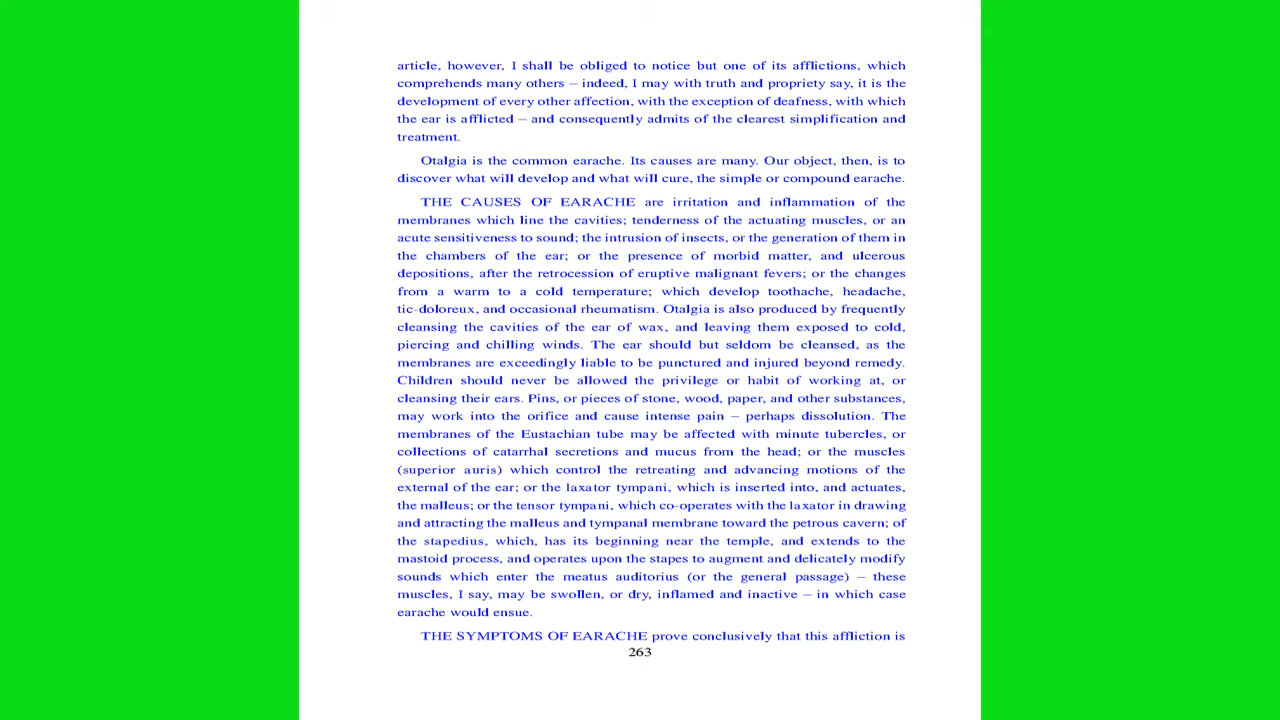 article, however, I shall be obliged to notice but one of its afflictions, which
comprehends many others – indeed, I may with truth and propriety say, it is the
development of every other affection, with the exception of deafness, with which
the ear is afflicted – and consequently admits of the clearest simplification and
treatment.
Otalgia is the common earache. Its causes are many. Our object, then, is to
discover what will develop and what will cure, the simple or compound earache.
THE CAUSES OF EARACHE are irritation and inflammation of the
membranes which line the cavities; tenderness of the actuating muscles, or an
acute sensitiveness to sound; the intrusion of insects, or the generation of them in
the chambers of the ear; or the presence of morbid matter, and ulcerous
depositions, after the retrocession of eruptive malignant fevers; or the changes
from a warm to a cold temperature; which develop toothache, headache,
tic-doloreux, and occasional rheumatism. Otalgia is also produced by frequently
cleansing the cavities of the ear of wax, and leaving them exposed to cold,
piercing and chilling winds. The ear should but seldom be cleansed, as the
membranes are exceedingly liable to be punctured and injured beyond remedy.
Children should never be allowed the privilege or habit of working at, or
cleansing their ears. Pins, or pieces of stone, wood, paper, and other substances,
may work into the orifice and cause intense pain – perhaps dissolution. The
membranes of the Eustachian tube may be affected with minute tubercles, or
collections of catarrhal secretions and mucus from the head; or the muscles
(superior auris) which control the retreating and advancing motions of the
external of the ear; or the laxator tympani, which is inserted into, and actuates,
the malleus; or the tensor tympani, which co-operates with the laxator in drawing
and attracting the malleus and tympanal membrane toward the petrous cavern; of
the stapedius, which, has its beginning near the temple, and extends to the
mastoid process, and operates upon the stapes to augment and delicately modify
sounds which enter the meatus auditorius (or the general passage) – these
muscles, I say, may be swollen, or dry, inflamed and inactive – in which case
earache would ensue.
THE SYMPTOMS OF EARACHE prove conclusively that this affliction is
263